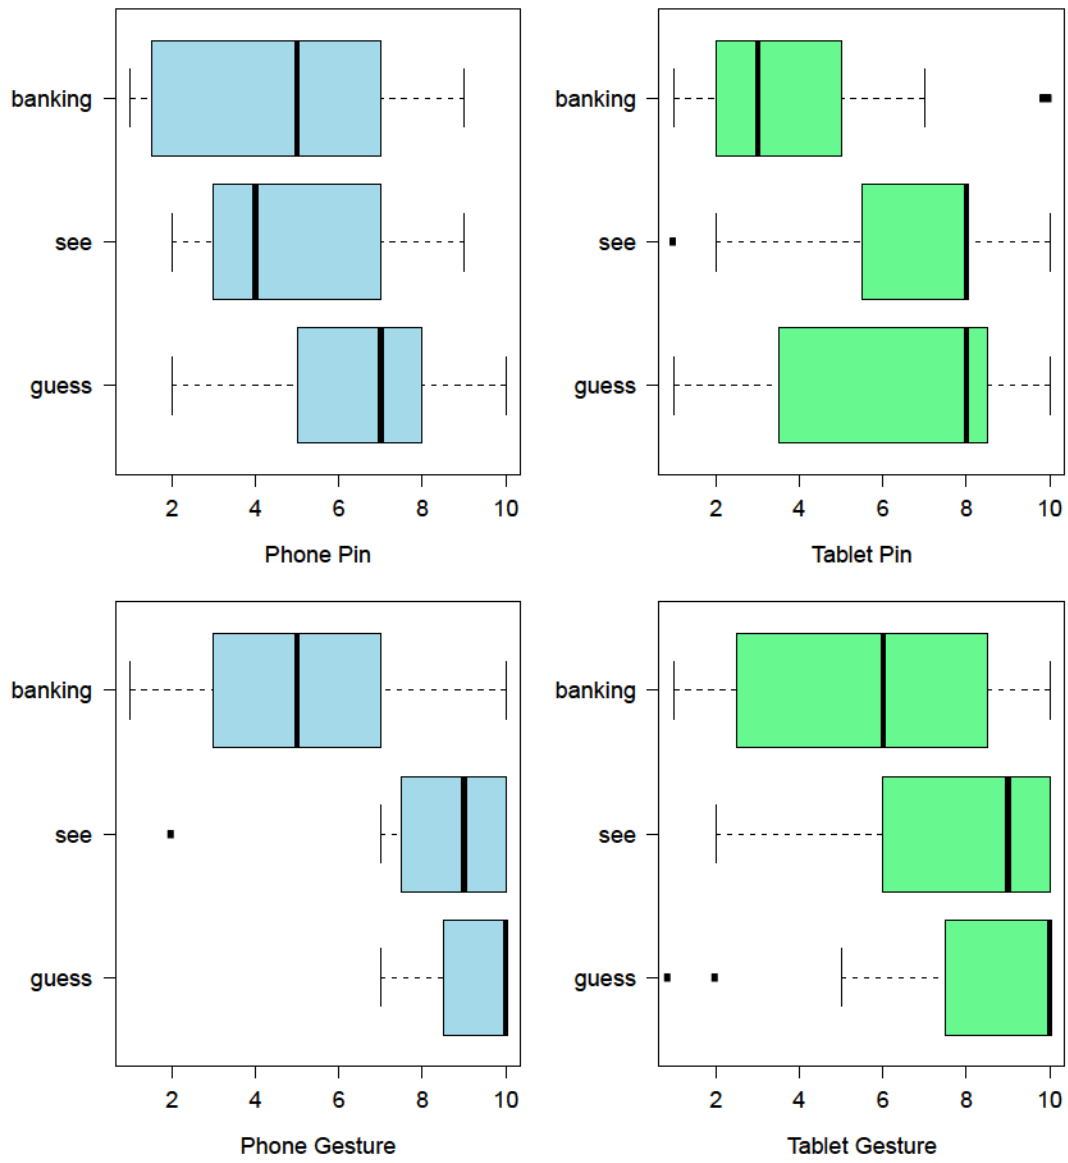 banking
see
guess
2 4 6 8 10
Phone Pin
banking
see
guess
2 4 6 8 10
Tablet Pin
banking
see
guess
2 4 6 8 10
Phone Gesture
banking
see
guess
2 4 6 8 10
Tablet Gesture